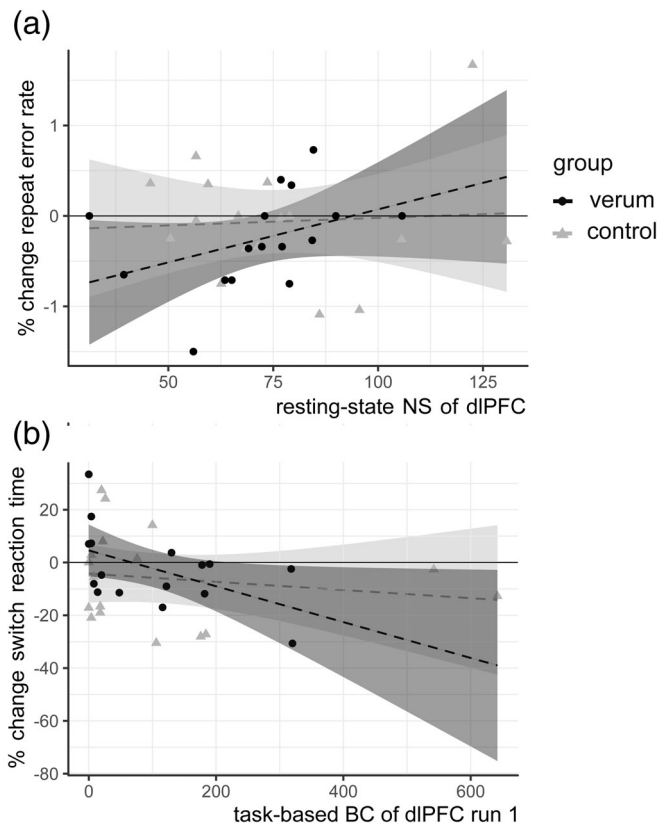 (a)
% change repeat error rate
1
0
-1
50
75
100
125
resting-state NS of dlPFC
group
verum
control
(b)
% change switch reaction time
20
0
-20
-40
-60
-80
0
200
400
600
task-based BC of dlPFC run 1